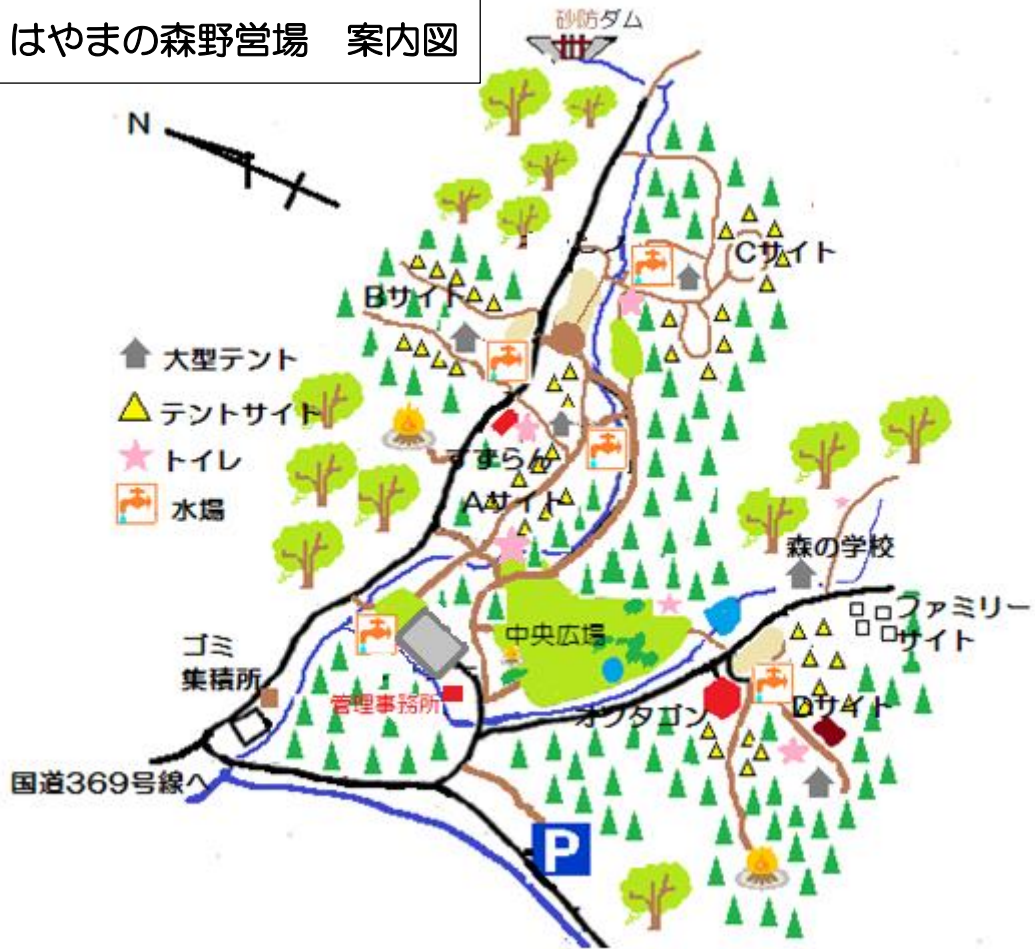 はやまの森野営場　案内図
砂防ダム
N
Cサイト
Bサイト
大型テント
テントサイト
トイレ
水場
すずらん
Aサイト
森の学校
ファミリー
サイト
中央広場
ゴミ
集積所
管理事務所
オクタゴン
Dサイト
国道369号線へ
P